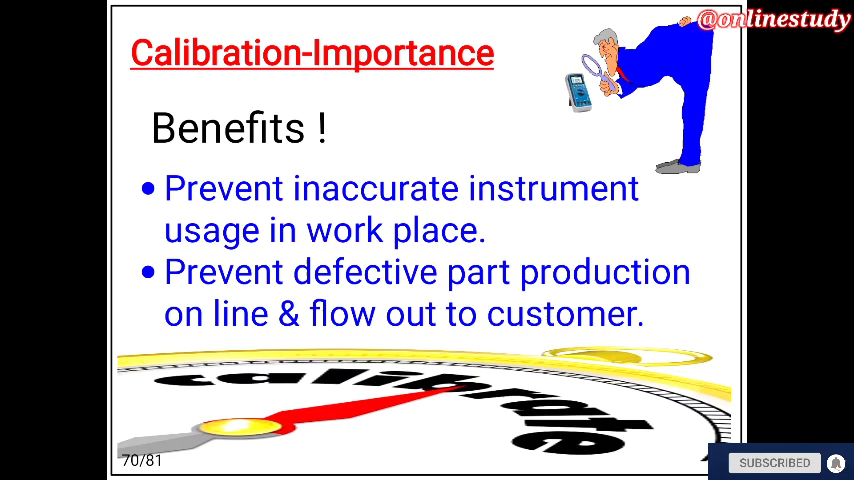 @onlinestudy
Calibration-Importance
Benefits !
• Prevent inaccurate instrument
usage in work place.
• Prevent defective part production
on line & flow out to customer.
calibrate
70/81
SUBSCRIBED